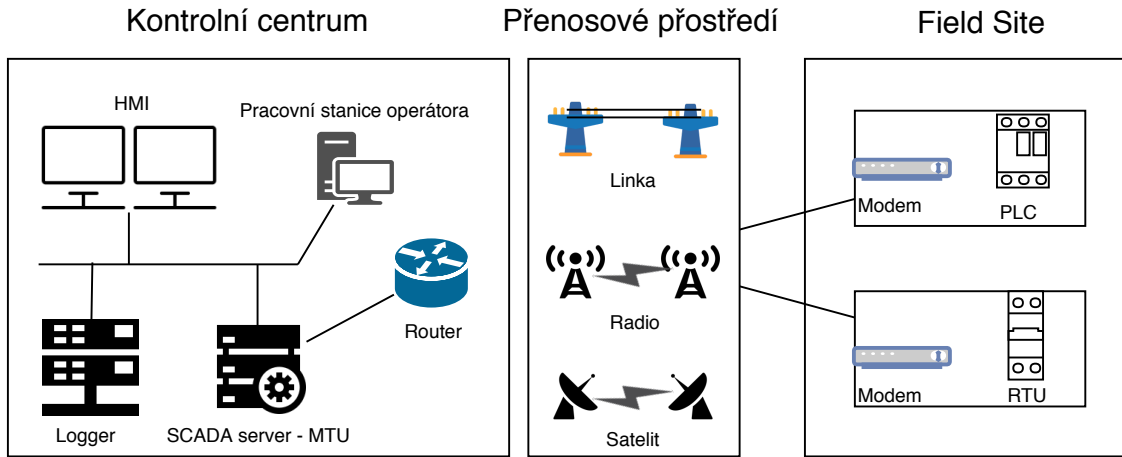 Kontrolní centrum
Přenosové přostředí
Field Site
HMI
Pracovní stanice operátora
Router
Logger
SCADA server - MTU
Linka
Radio
Satelit
Modem
PLC
Modem
RTU